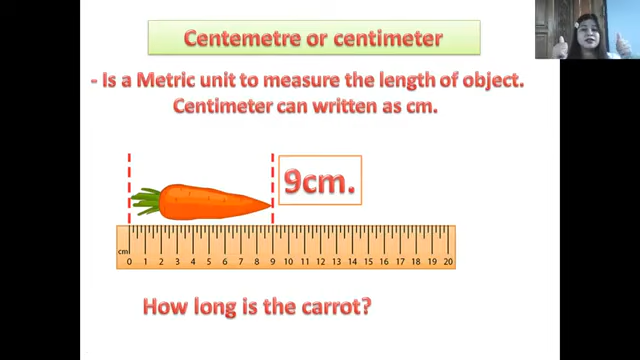 Centemetre or centimeter
- Is a Metric unit to measure the length of object.
Centimeter can written as cm.
9cm.
cm
0 1 2 3 4 5 6 7 8 9 10 11 12 13 14 15 16 17 18 19 20
How long is the carrot?